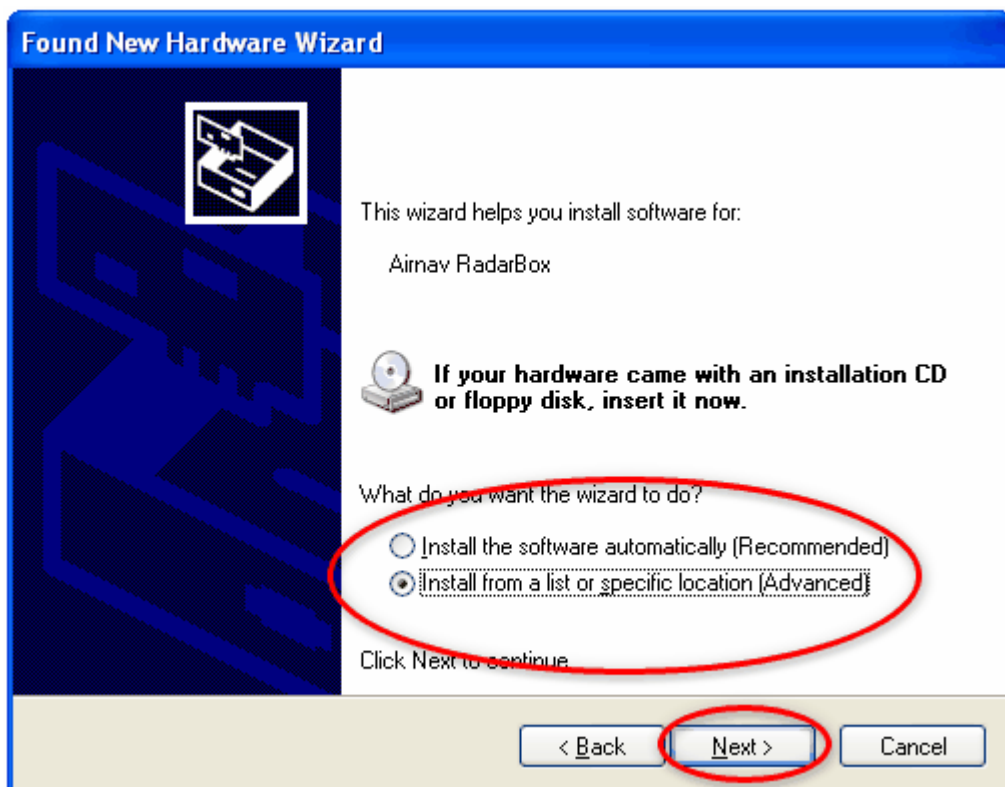 Found New Hardware Wizard
This wizard helps you install software for:
Airnav RadarBox
If your hardware came with an installation CD
or floppy disk, insert it now.
What do you want the wizard to do?
Install the software automatically (Recommended)
Install from a list or specific location (Advanced)
Click Next to continue.
< Back
Next >
Cancel